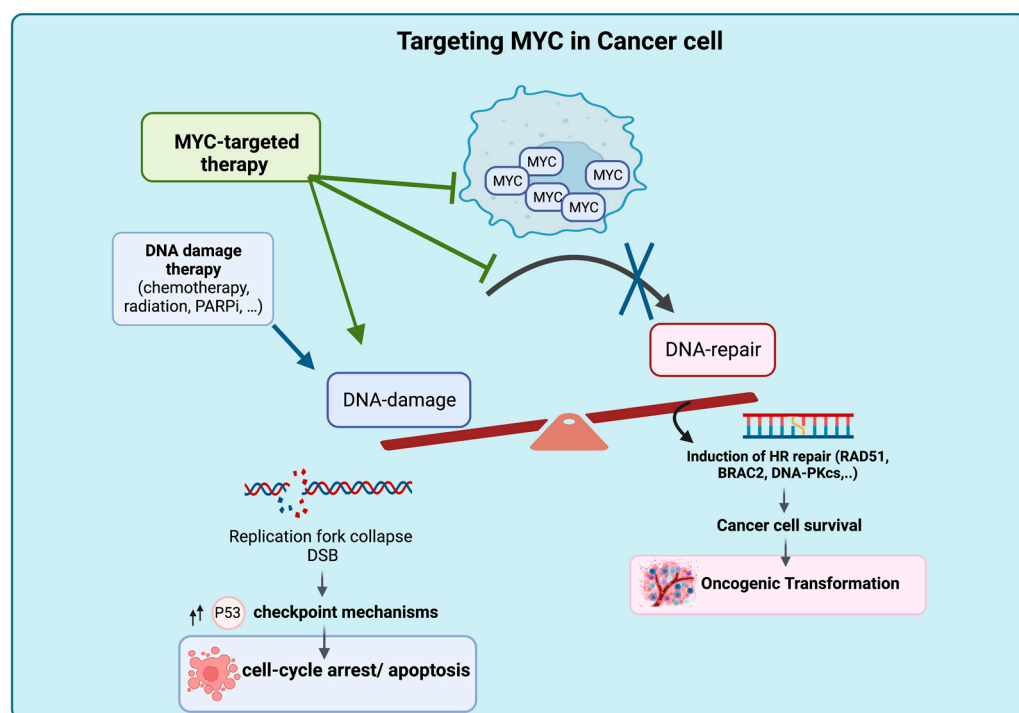 Targeting MYC in Cancer cell
MYC-targeted
therapy
MYC
MYC
MYC
MYC
MYC
DNA damage
therapy
(chemotherapy,
radiation, PARPi, ...)
DNA-repair
DNA-damage
Induction of HR repair (RAD51,
BRAC2, DNA-PKcs,..)
Cancer cell survival
Oncogenic Transformation
Replication fork collapse
DSB
P53 checkpoint mechanisms
cell-cycle arrest/ apoptosis